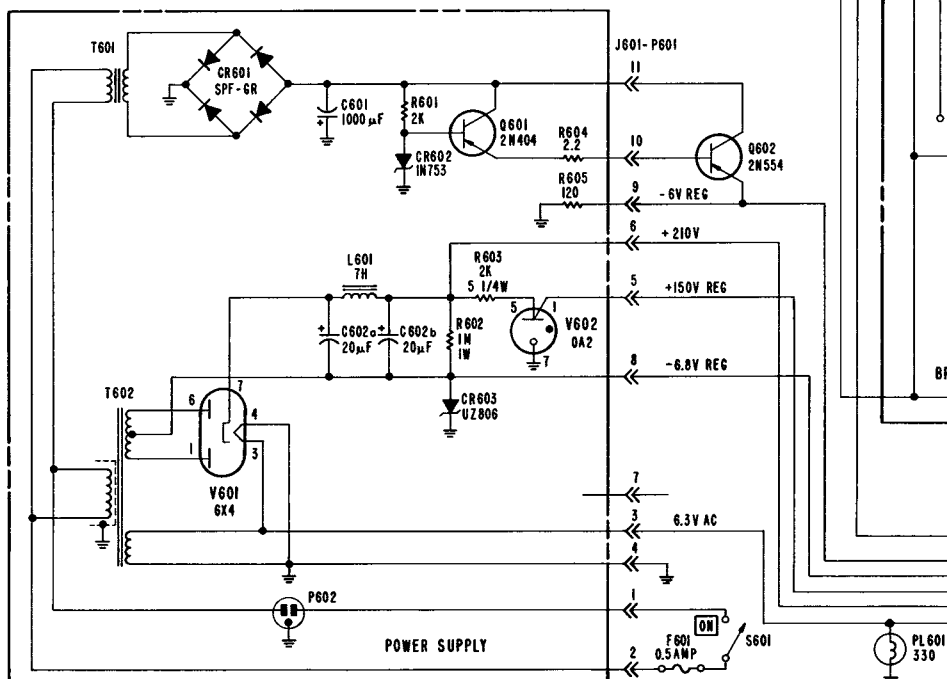 T601
CR601
SPF-GR
C601
1000 µF
+
R601
2K
CR602
1N753
Q601
2N404
R604
2.2
R605
120
J601-P601
11
10
9
-6V REG
Q602
2N554
6
+210V
L601
7H
R603
2K
5 1/4W
5
1
V602
0A2
7
5
+150V REG
+
C602a
20µF
+
C602b
20µF
R602
1M
1W
8
-6.8V REG
CR603
UZ806
T602
6
7
4
1
3
V601
6X4
7
3
6.3V AC
4
P602
1
ON
S601
F601
0.5AMP
2
POWER SUPPLY
PL601
330